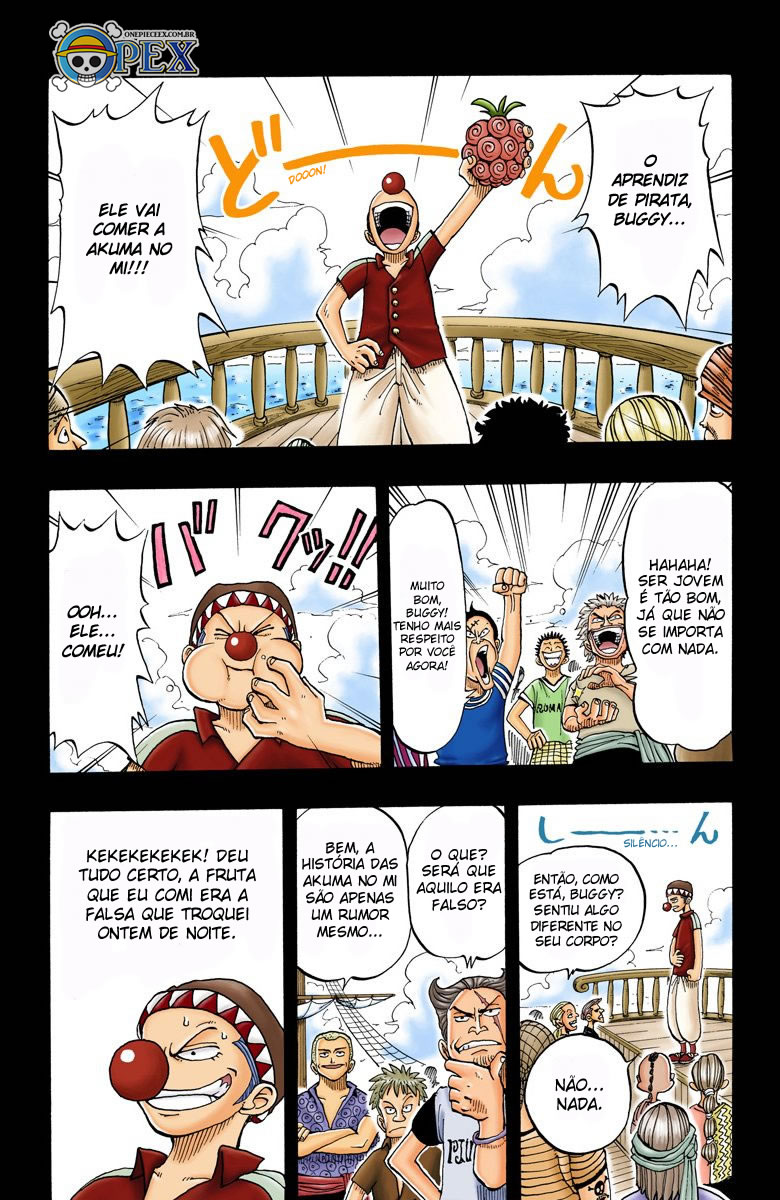 ONEPIECEEX.COM.BR
OPEX
O
APRENDIZ
DE PIRATA,
BUGGY...
どーーん
DOOON!
ELE VAI
COMER A
AKUMA NO
MI!!!
HAHAHA!
SER JOVEM
É TÃO BOM,
JÁ QUE NÃO
SE IMPORTA
COM NADA.
MUITO
BOM,
BUGGY!
TENHO MAIS
RESPEITO
POR VOCÊ
AGORA!
ROMA
バクッ!!
OOH...
ELE...
COMEU!
しーー...ん
SILÊNCIO...
ENTÃO, COMO
ESTÁ, BUGGY?
SENTIU ALGO
DIFERENTE NO
SEU CORPO?
NÃO...
NADA.
O QUE?
SERÁ QUE
AQUILO ERA
FALSO?
BEM, A
HISTÓRIA DAS
AKUMA NO MI
SÃO APENAS
UM RUMOR
MESMO...
KEKEKEKEKEK! DEU
TUDO CERTO, A FRUTA
QUE EU COMI ERA A
FALSA QUE TROQUEI
ONTEM DE NOITE.